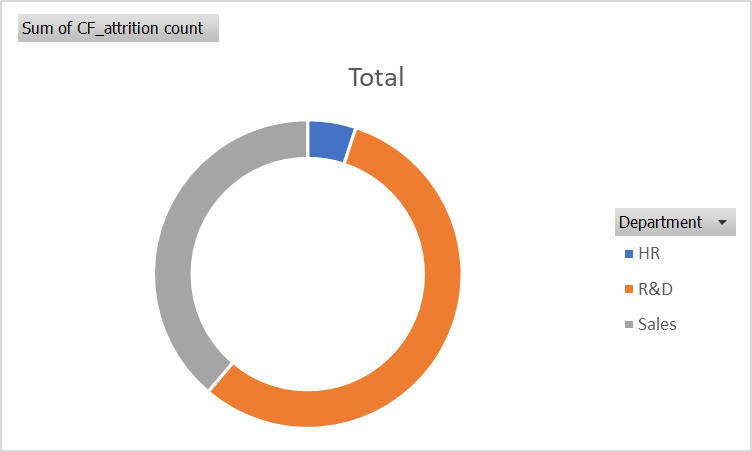 Sum of CF_attrition count
Total
Department
HR
R&D
Sales